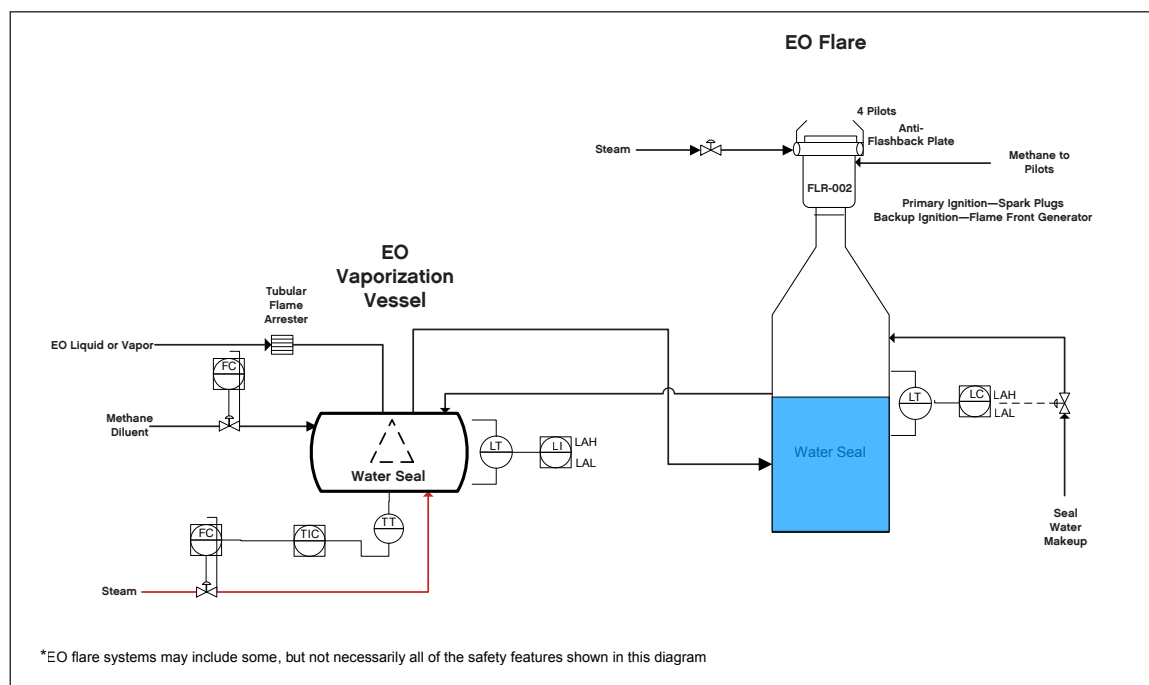 EO Flare
4 Pilots
Anti-
Flashback Plate
Steam
Methane to
Pilots
FLR-002
Primary Ignition—Spark Plugs
Backup Ignition—Flame Front Generator
EO
Vaporization
Vessel
Tubular
Flame
Arrester
EO Liquid or Vapor
FC
Methane
Diluent
LT
LC
LAH
LAL
LT
LI
LAH
LAL
Water Seal
Water Seal
TT
FC
TIC
Seal
Water
Makeup
Steam
*EO flare systems may include some, but not necessarily all of the safety features shown in this diagram